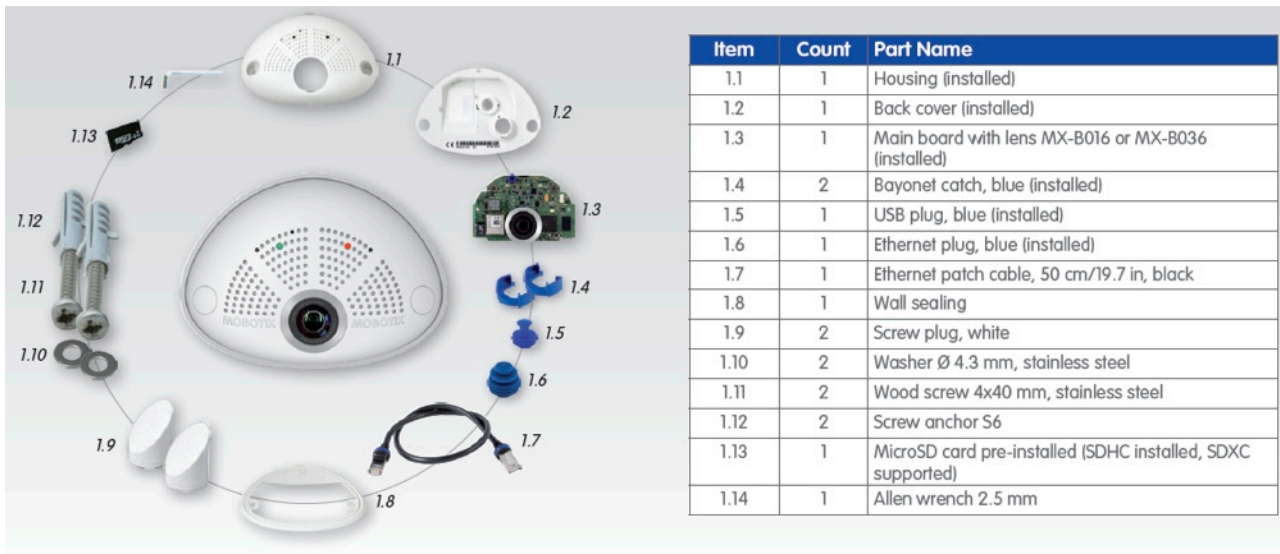 1.1
1.14
1.2
1.13
1.3
1.12
1.4
1.11
1.5
1.10
1.6
1.9
1.7
1.8
MOBOTIX MOBOTIX
Item Count Part Name
1.1 1 Housing (installed)
1.2 1 Back cover (installed)
1.3 1 Main board with lens MX-B016 or MX-B036
(installed)
1.4 2 Bayonet catch, blue (installed)
1.5 1 USB plug, blue (installed)
1.6 1 Ethernet plug, blue (installed)
1.7 1 Ethernet patch cable, 50 cm/19.7 in, black
1.8 1 Wall sealing
1.9 2 Screw plug, white
1.10 2 Washer Ø 4.3 mm, stainless steel
1.11 2 Wood screw 4x40 mm, stainless steel
1.12 2 Screw anchor S6
1.13 1 MicroSD card pre-installed (SDHC installed, SDXC
supported)
1.14 1 Allen wrench 2.5 mm